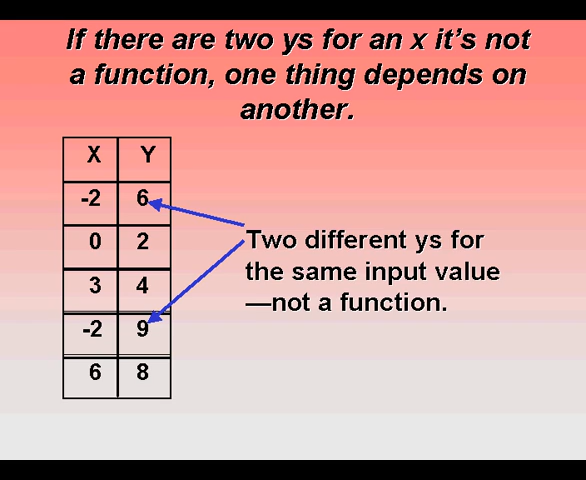 If there are two ys for an x it's not
a function, one thing depends on
another.
X Y
-2 6
0 2
3 4
-2 9
6 8
Two different ys for
the same input value
—not a function.